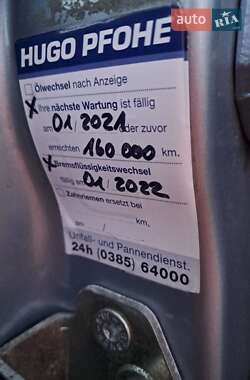 auto RIA
HUGO PFOHE
Ölwechsel nach Anzeige
X Ihre nächste Wartung ist fällig
am 01/2021 oder zuvor
errechten 160 000 km.
X Bremsflüssigkeitswechsel
fällig am 01/2022
Zahnriemen ersetzt bei
km.
am /
Unfall- und Pannendienst.
24h (0385) 64000